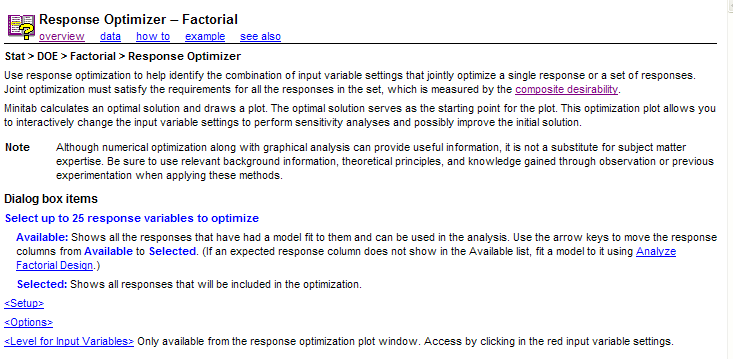 Response Optimizer – Factorial
overview data how to example see also
Stat > DOE > Factorial > Response Optimizer
Use response optimization to help identify the combination of input variable settings that jointly optimize a single response or a set of responses.
Joint optimization must satisfy the requirements for all the responses in the set, which is measured by the composite desirability.
Minitab calculates an optimal solution and draws a plot. The optimal solution serves as the starting point for the plot. This optimization plot allows you
to interactively change the input variable settings to perform sensitivity analyses and possibly improve the initial solution.
Note Although numerical optimization along with graphical analysis can provide useful information, it is not a substitute for subject matter
expertise. Be sure to use relevant background information, theoretical principles, and knowledge gained through observation or previous
experimentation when applying these methods.
Dialog box items
Select up to 25 response variables to optimize
Available: Shows all the responses that have had a model fit to them and can be used in the analysis. Use the arrow keys to move the response
columns from Available to Selected. (If an expected response column does not show in the Available list, fit a model to it using Analyze
Factorial Design.)
Selected: Shows all responses that will be included in the optimization.
<Setup>
<Options>
<Level for Input Variables> Only available from the response optimization plot window. Access by clicking in the red input variable settings.